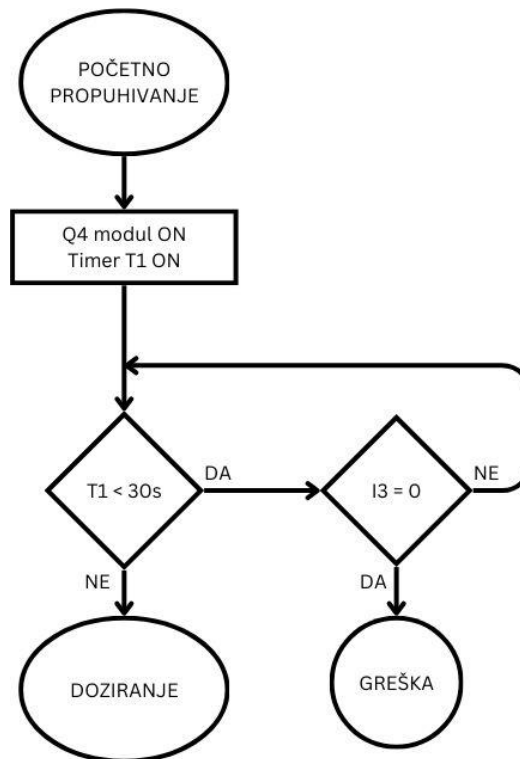 POČETNO
PROPUHIVANJE
Q4 modul ON
Timer T1 ON
T1 < 30s
DA
I3 = 0
NE
NE
DA
DOZIRANJE
GREŠKA